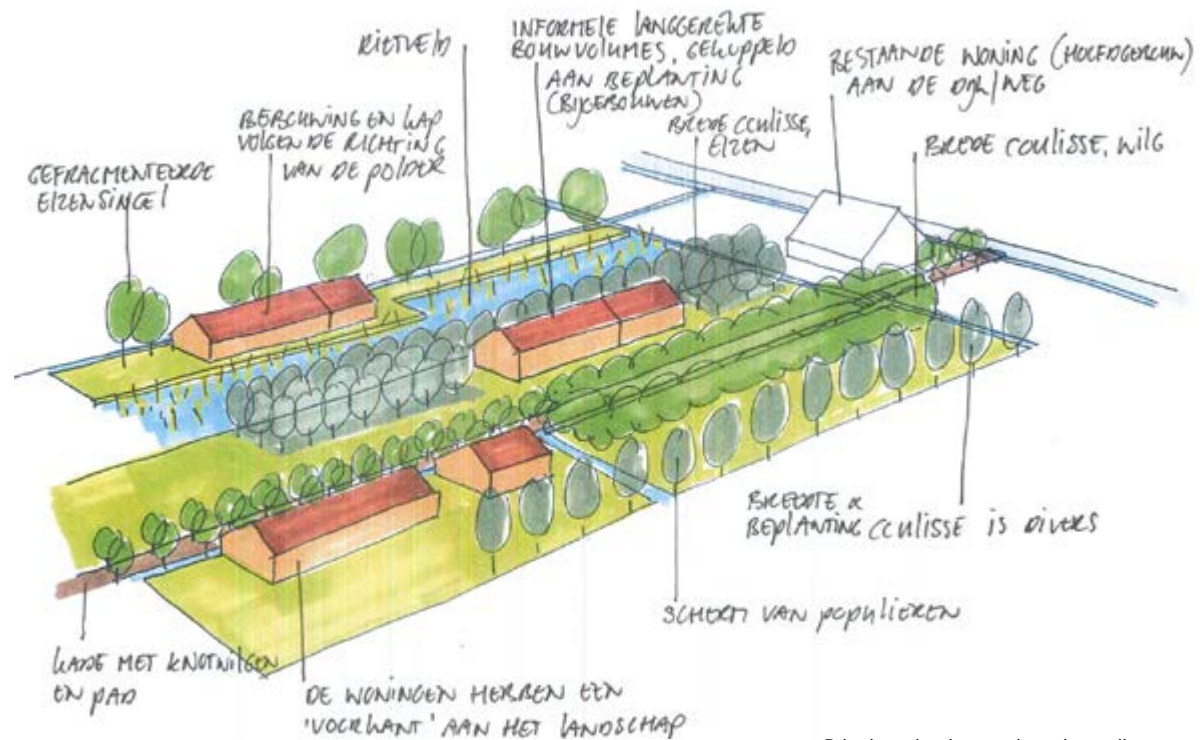 RIETVELD
INFORMELE LANGGEREKTE
BOUWVOLUMES, GEKOPPELD
AAN BEPLANTING
(BIJGEBOUWEN)
BESTAANDE WONING (HOOFDGEBOUW)
AAN DE DIJK/WEG
BEBOUWING EN KAP
VOLGEN DE RICHTING
VAN DE POLDER
BREDE COULISSE,
ELZEN
BREDE COULISSE, WILG
GEFRAGMENTEERDE
ELZENSINGEL
BREEDTE &
BEPLANTING COULISSE IS DIVERS
SCHERM VAN POPULIEREN
KADE MET KNOTWILGEN
EN PAD
DE WONINGEN HEBBEN EEN
'VOORKANT' AAN HET LANDSCHAP